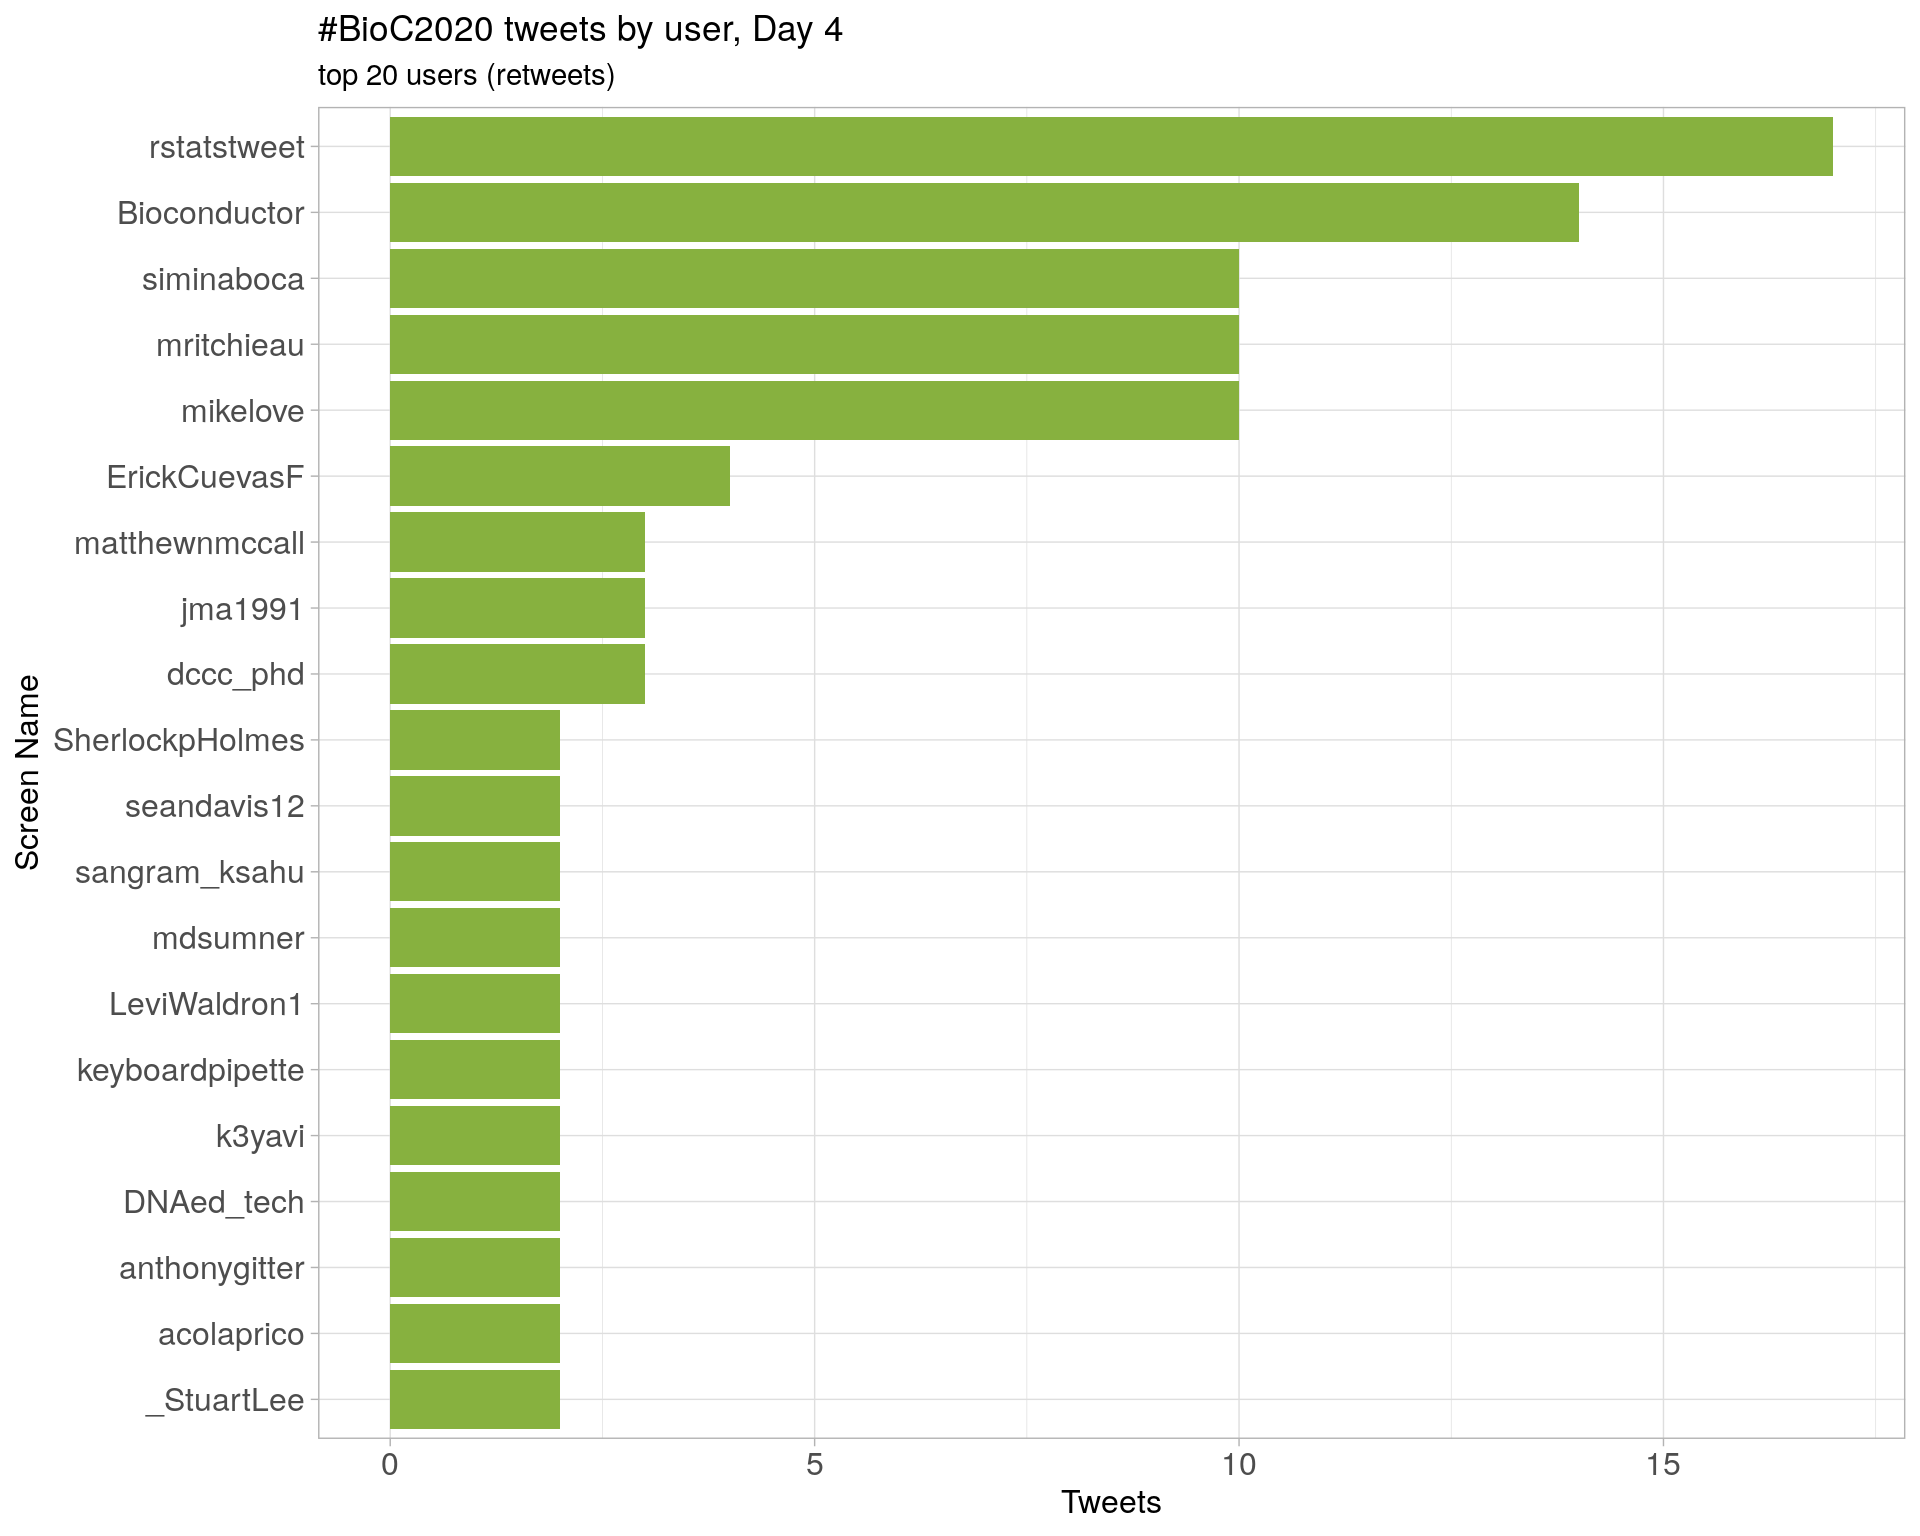 #BioC2020 tweets by user, Day 4
top 20 users (retweets)
rstatstweet
Bioconductor
siminaboca
mritchieau
mikelove
ErickCuevasF
matthewnmccall
jma1991
dccc_phd
SherlockpHolmes
seandavis12
sangram_ksahu
mdsumner
LeviWaldron1
keyboardpipette
k3yavi
DNAed_tech
anthonygitter
acolaprico
_StuartLee
Screen Name
0 5 10 15
Tweets